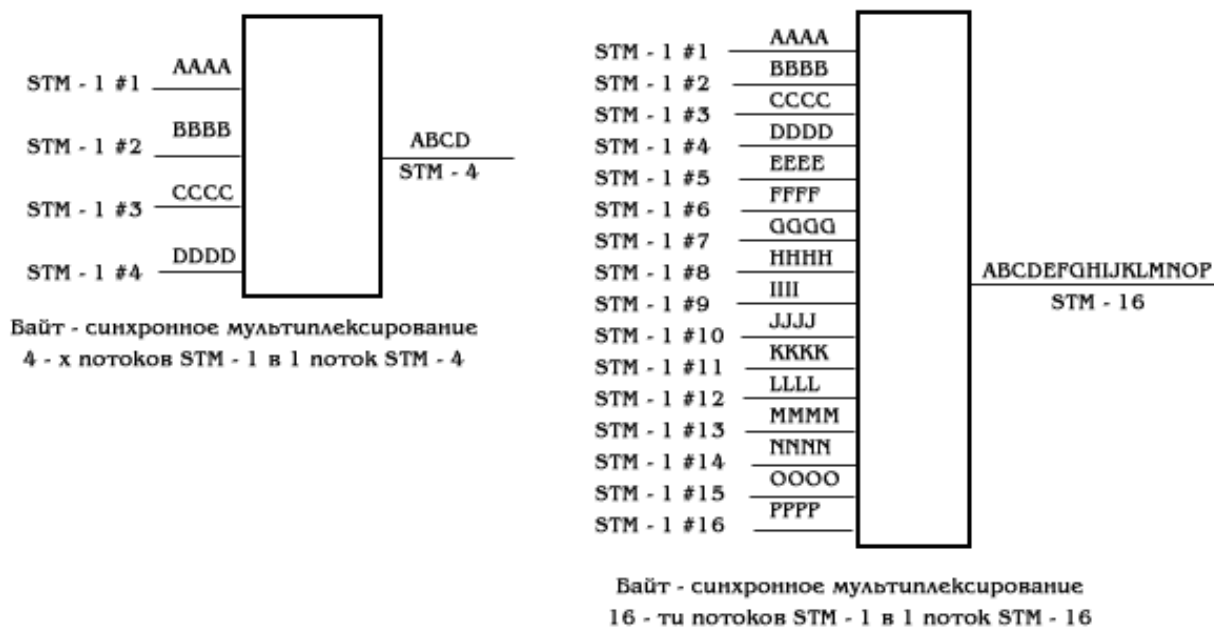 AAAA
STM - 1 #1
BBBB
STM - 1 #2
CCCC
STM - 1 #3
DDDD
STM - 1 #4
ABCD
STM - 4
Байт - синхронное мультиплексирование
4 - х потоков STM - 1 в 1 поток STM - 4
AAAA
STM - 1 #1
BBBB
STM - 1 #2
CCCC
STM - 1 #3
DDDD
STM - 1 #4
EEEE
STM - 1 #5
FFFF
STM - 1 #6
GGGG
STM - 1 #7
HHHH
STM - 1 #8
IIII
STM - 1 #9
JJJJ
STM - 1 #10
KKKK
STM - 1 #11
LLLL
STM - 1 #12
MMMM
STM - 1 #13
NNNN
STM - 1 #14
OOOO
STM - 1 #15
PPPP
STM - 1 #16
ABCDEFGHIJKLMNOP
STM - 16
Байт - синхронное мультиплексирование
16 - ти потоков STM - 1 в 1 поток STM - 16